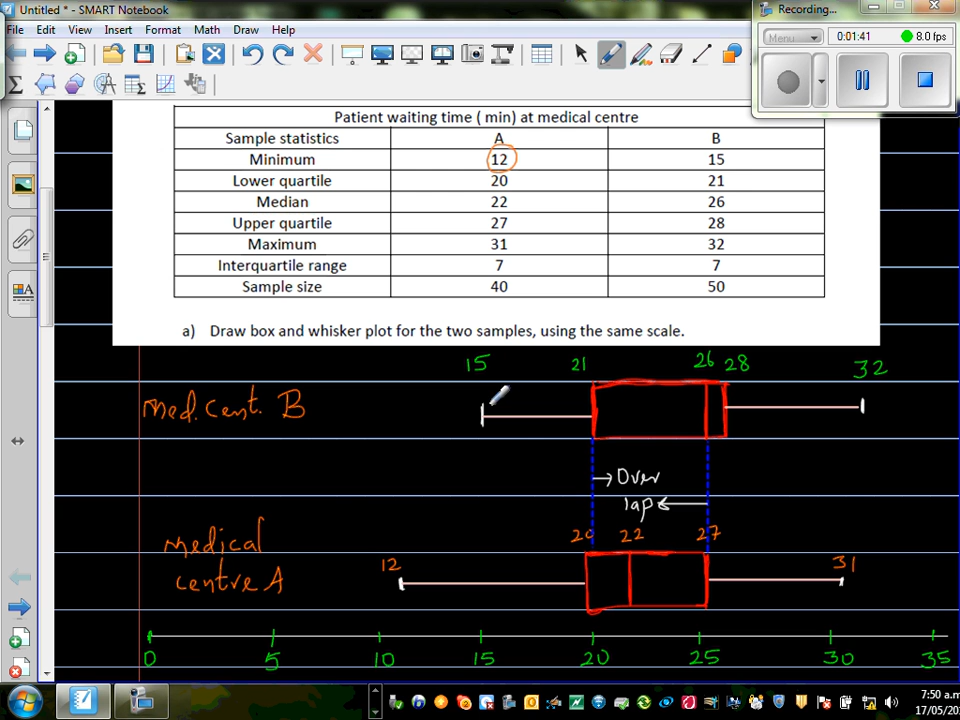 Untitled * - SMART Notebook
Recording...
File Edit View Insert Format Math Draw Help
Menu
0:01:41
8.0 fps
Patient waiting time ( min) at medical centre
Sample statistics A B
Minimum 12 15
Lower quartile 20 21
Median 22 26
Upper quartile 27 28
Maximum 31 32
Interquartile range 7 7
Sample size 40 50
a) Draw box and whisker plot for the two samples, using the same scale.
15 21 26 28 32
Med. Cent. B
Over
lap
20 22 27
Medical
centre A
12
31
0 5 10 15 20 25 30 35
7:50 a.m
17/05/20